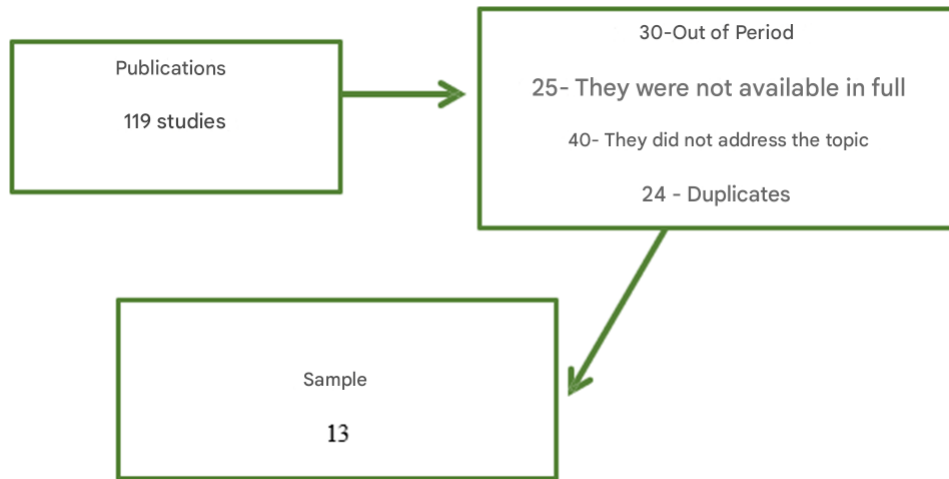 Publications
119 studies
30-Out of Period
25- They were not available in full
40- They did not address the topic
24 - Duplicates
Sample
13